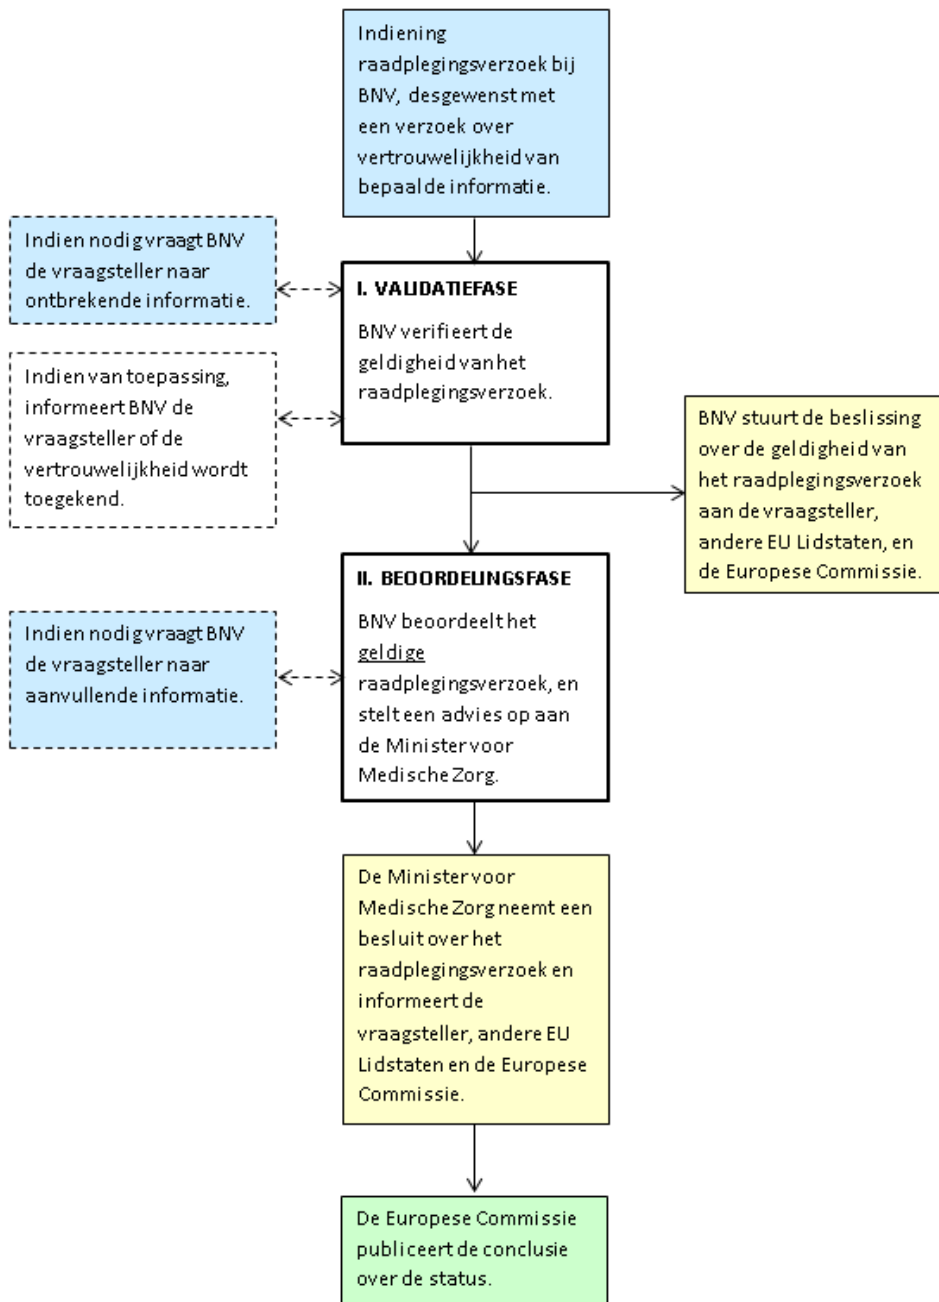 Indiening
raadplegingsverzoek bij
BNV, desgewenst met
een verzoek over
vertrouwelijkheid van
bepaalde informatie.
Indien nodig vraagt BNV
de vraagsteller naar
ontbrekende informatie.
I. VALIDATIEFASE
BNV verifieert de
geldigheid van het
raadplegingsverzoek.
Indien van toepassing,
informeert BNV de
vraagsteller of de
vertrouwelijkheid wordt
toegekend.
BNV stuurt de beslissing
over de geldigheid van
het raadplegingsverzoek
aan de vraagsteller,
andere EU Lidstaten, en
de Europese Commissie.
II. BEOORDELINGSFASE
BNV beoordeelt het
geldige
raadplegingsverzoek, en
stelt een advies op aan
de Minister voor
Medische Zorg.
Indien nodig vraagt BNV
de vraagsteller naar
aanvullende informatie.
De Minister voor
Medische Zorg neemt een
besluit over het
raadplegingsverzoek en
informeert de
vraagsteller, andere EU
Lidstaten en de Europese
Commissie.
De Europese Commissie
publiceert de conclusie
over de status.